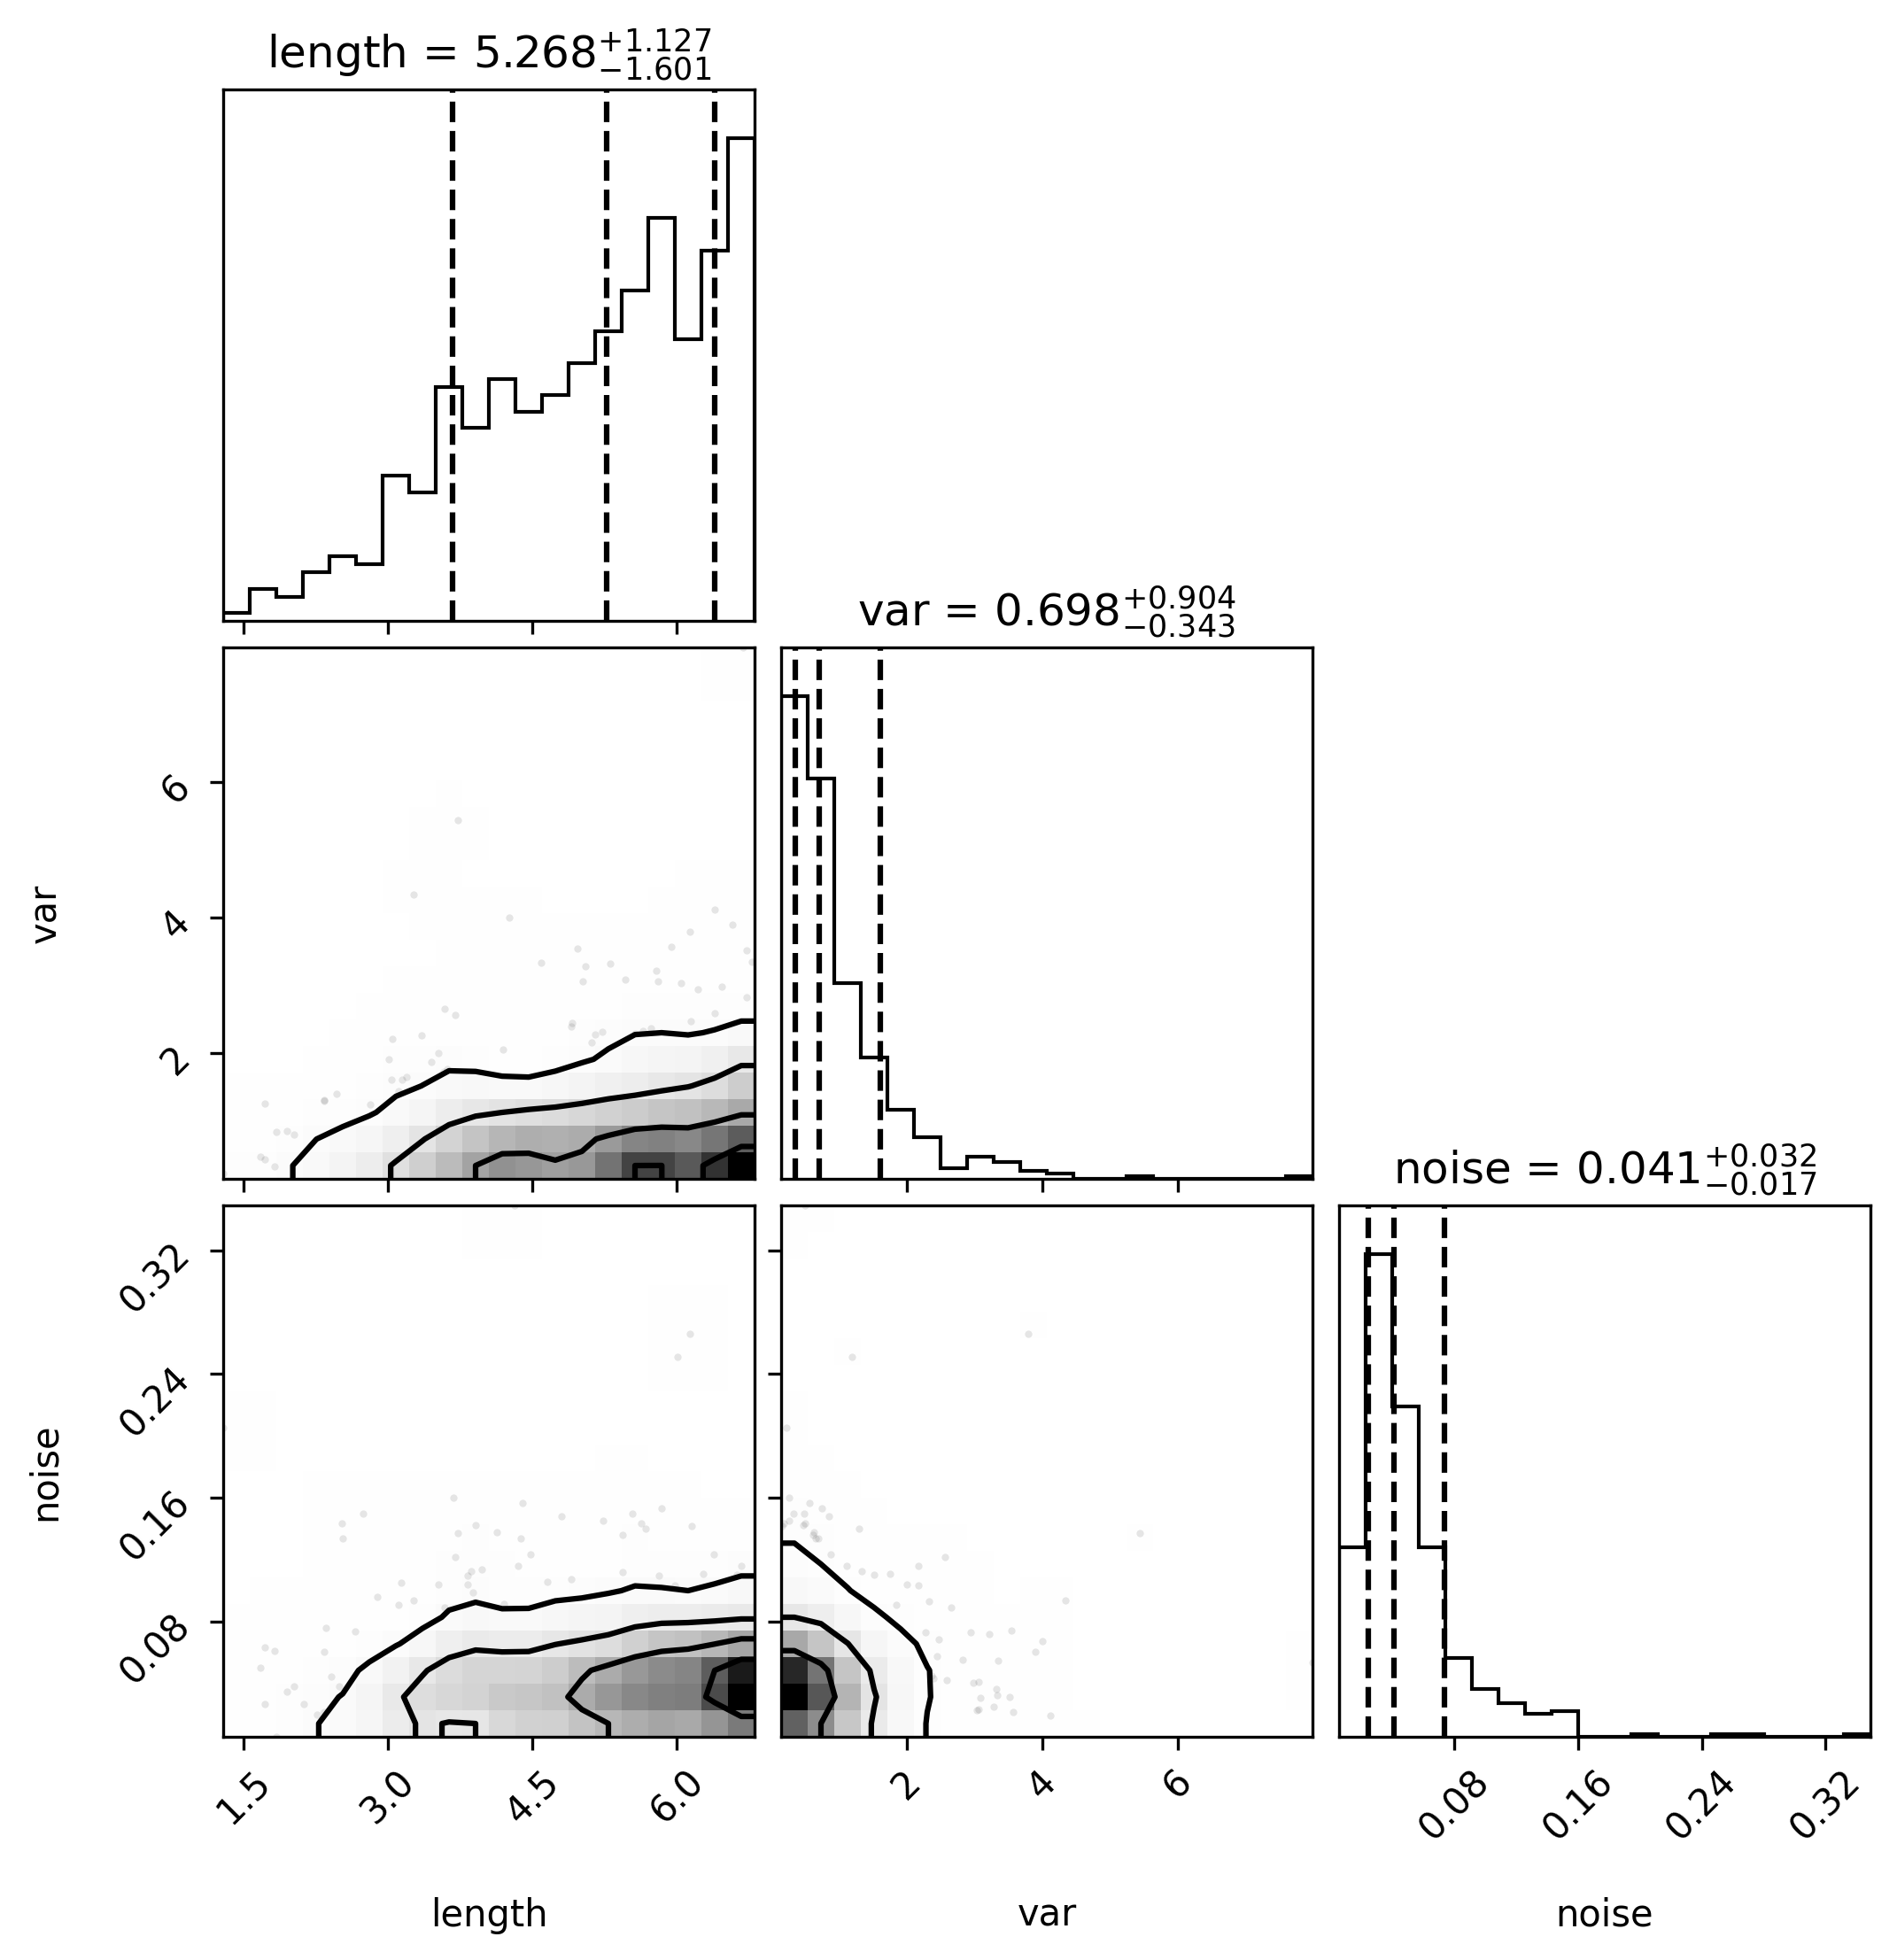 length = 5.268 +1.127 −1.601
var = 0.698 +0.904 −0.343
6
4
2
var
noise = 0.041 +0.032 −0.017
0.32
0.24
0.16
0.08
noise
1.5 3.0 4.5 6.0 2 4 6 0.08 0.16 0.24 0.32
length var noise